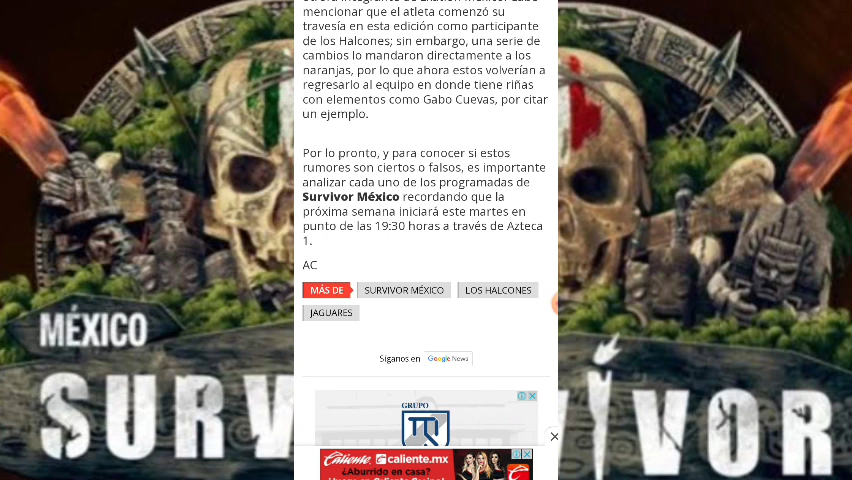 mencionar que el atleta comenzó su
travesía en esta edición como participante
de los Halcones; sin embargo, una serie de
cambios lo mandaron directamente a los
naranjas, por lo que ahora estos volverían a
regresarlo al equipo en donde tiene riñas
con elementos como Gabo Cuevas, por citar
un ejemplo.
Por lo pronto, y para conocer si estos
rumores son ciertos o falsos, es importante
analizar cada uno de los programadas de
Survivor México recordando que la
próxima semana iniciará este martes en
punto de las 19:30 horas a través de Azteca
1.
AC
MÁS DE SURVIVOR MÉXICO LOS HALCONES
JAGUARES
Síganos en Google News
GRUPO
Caliente caliente.mx
¿Aburrido en casa?
MÉXICO
SURV IVOR